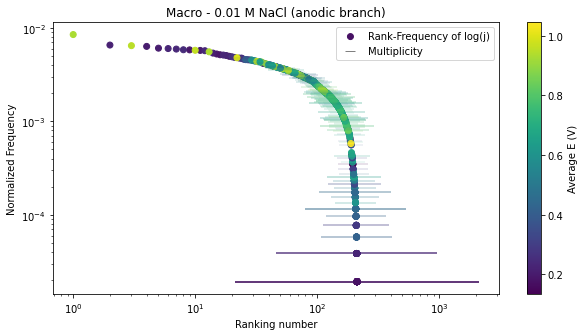 Macro - 0.01 M NaCl (anodic branch)
Rank-Frequency of log(j)
Multiplicity
Normalized Frequency
10⁻²
10⁻³
10⁻⁴
10⁰
10¹
10²
10³
Ranking number
1.0
0.8
0.6
0.4
0.2
Average E (V)